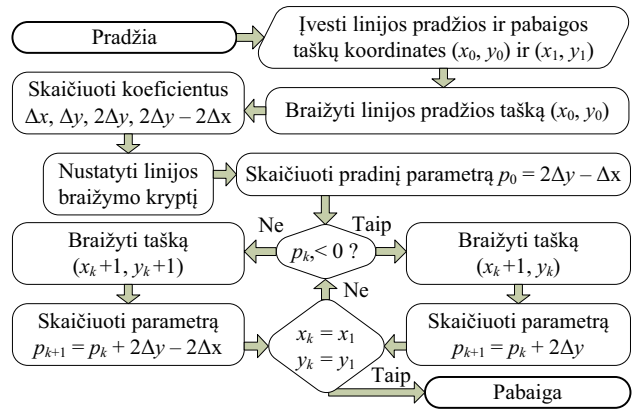 Pradžia
Įvesti linijos pradžios ir pabaigos
taškų koordinates (x₀, y₀) ir (x₁, y₁)
Skaičiuoti koeficientus
Δx, Δy, 2Δy, 2Δy – 2Δx
Braižyti linijos pradžios tašką (x₀, y₀)
Nustatyti linijos
braižymo kryptį
Skaičiuoti pradinį parametrą p₀ = 2Δy – Δx
Ne
Taip
Braižyti tašką
(xₖ+1, yₖ+1)
pₖ,< 0 ?
Braižyti tašką
(xₖ+1, yₖ)
Ne
Skaičiuoti parametrą
pₖ₊₁ = pₖ + 2Δy – 2Δx
xₖ = x₁
yₖ = y₁
Skaičiuoti parametrą
pₖ₊₁ = pₖ + 2Δy
Taip
Pabaiga